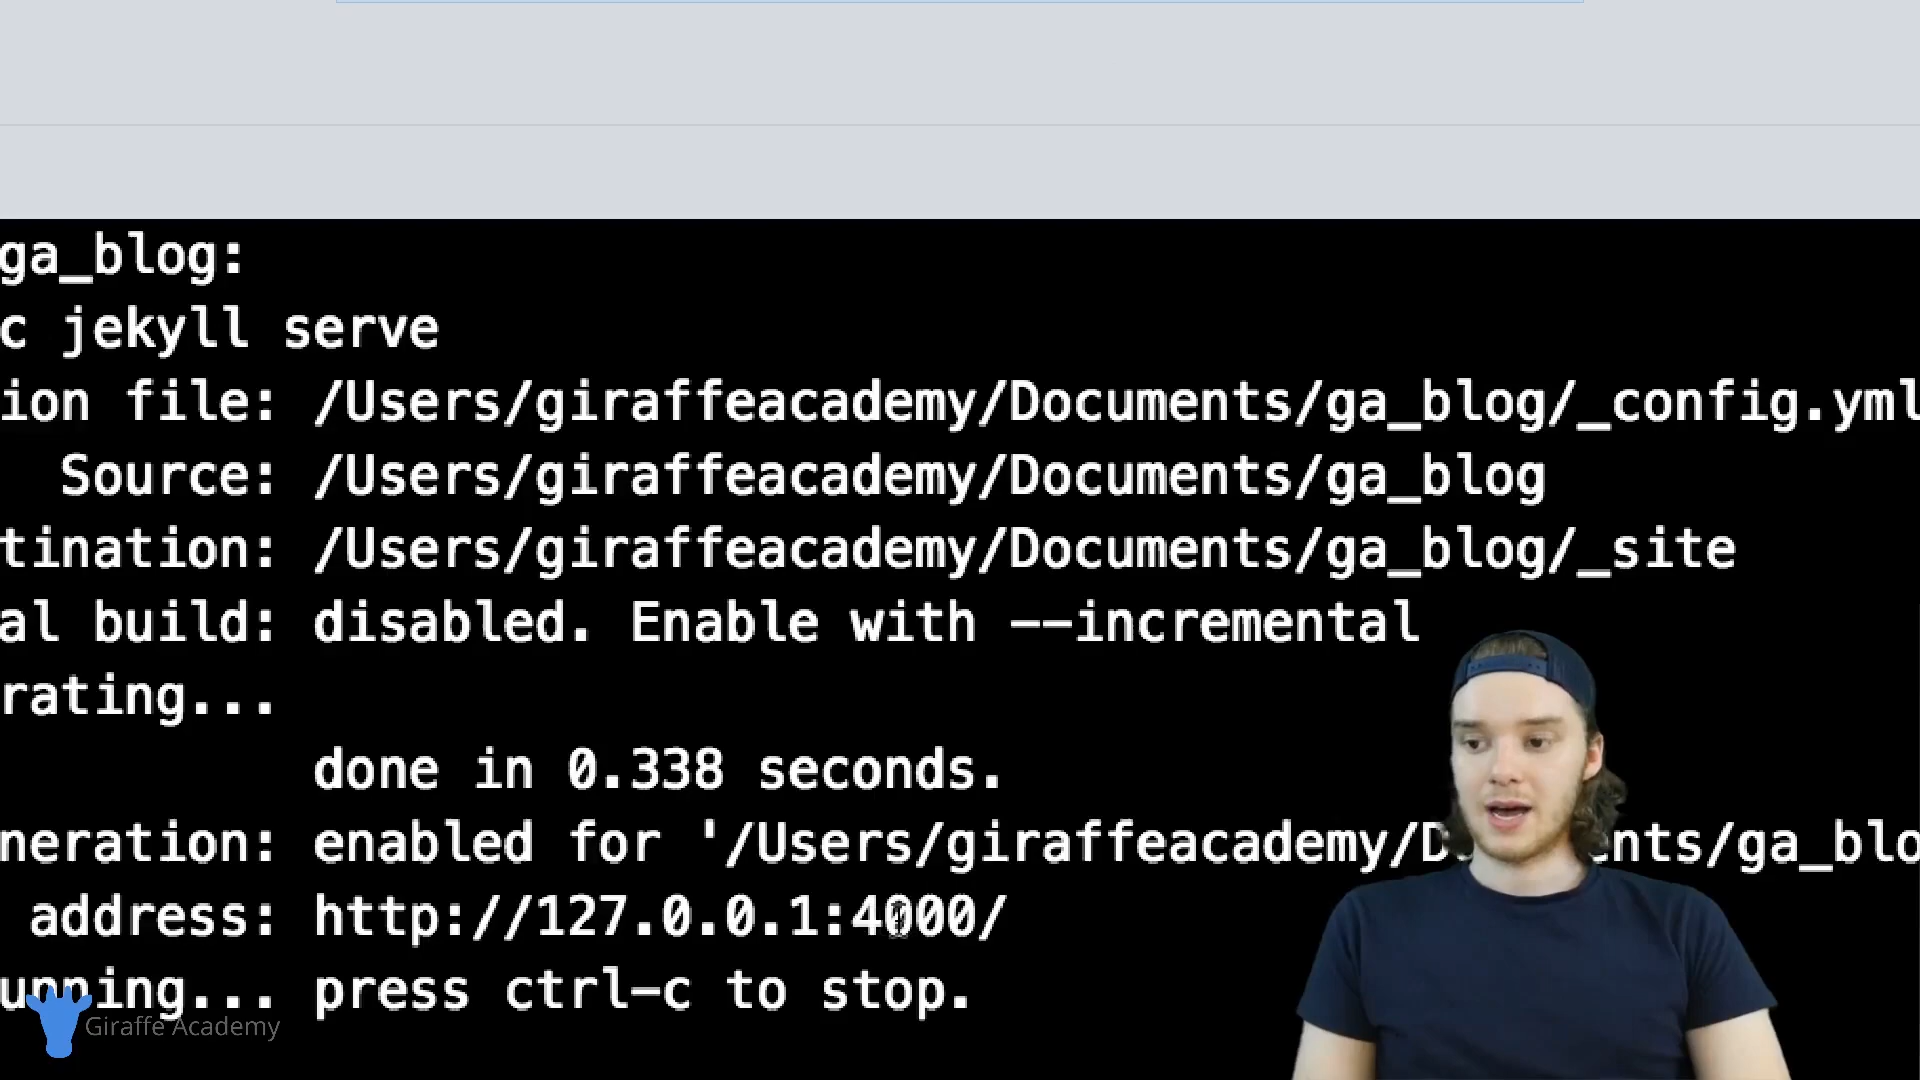 ga_blog:
c jekyll serve
ion file: /Users/giraffeacademy/Documents/ga_blog/_config.yml
Source: /Users/giraffeacademy/Documents/ga_blog
tination: /Users/giraffeacademy/Documents/ga_blog/_site
al build: disabled. Enable with --incremental
rating...
done in 0.338 seconds.
neration: enabled for '/Users/giraffeacademy/D nts/ga_blo
address: http://127.0.0.1:4000/
unning... press ctrl-c to stop.
Giraffe Academy